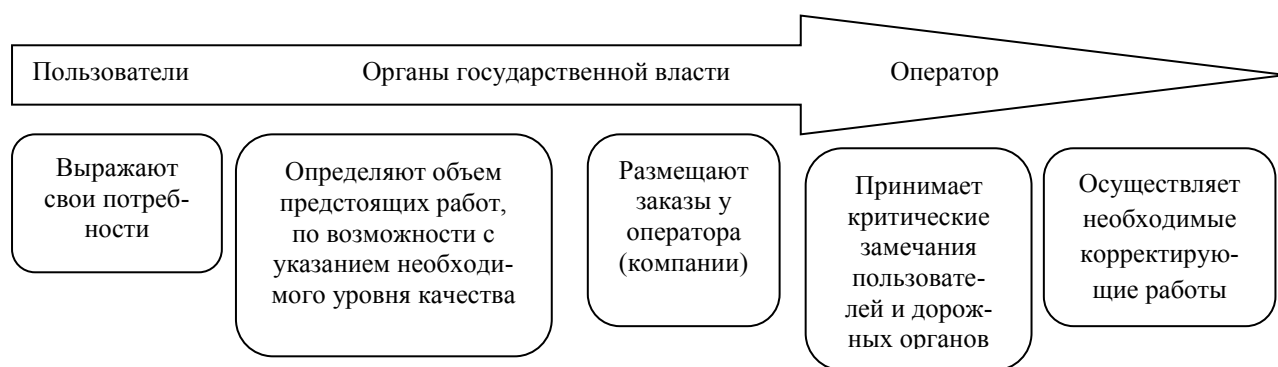 Пользователи
Органы государственной власти
Оператор
Выражают
свои потреб-
ности
Определяют объем
предстоящих работ,
по возможности с
указанием необходи-
мого уровня качества
Размещают
заказы у
оператора
(компании)
Принимает
критические
замечания
пользовате-
лей и дорож-
ных органов
Осуществляет
необходимые
корректирую-
щие работы